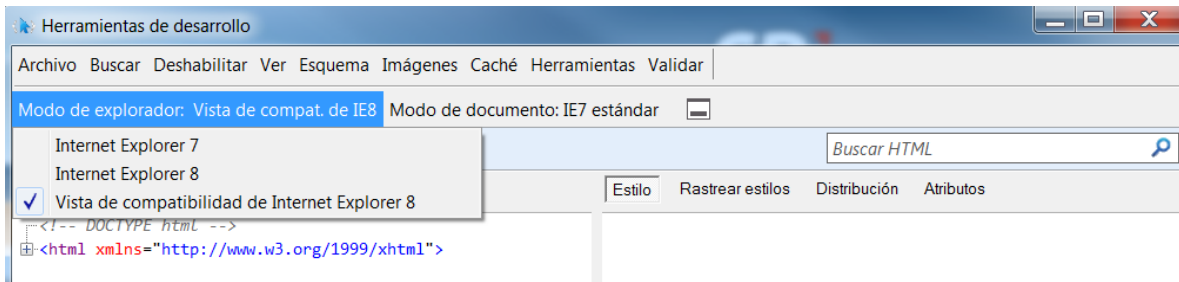 Herramientas de desarrollo
Archivo Buscar Deshabilitar Ver Esquema Imágenes Caché Herramientas Validar
Modo de explorador: Vista de compat. de IE8 Modo de documento: IE7 estándar
Internet Explorer 7
Buscar HTML
Internet Explorer 8
Estilo Rastrear estilos Distribución Atributos
Vista de compatibilidad de Internet Explorer 8
<!-- DOCTYPE html -->
<html xmlns="http://www.w3.org/1999/xhtml">